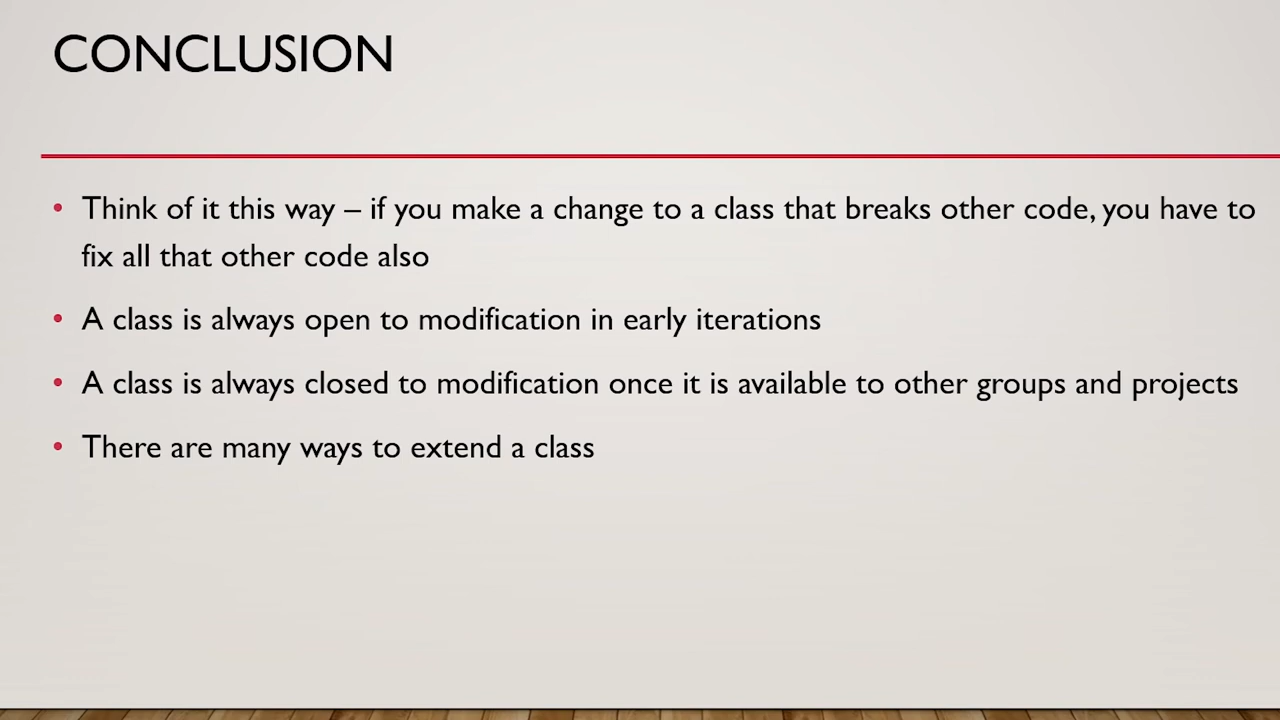 CONCLUSION
• Think of it this way – if you make a change to a class that breaks other code, you have to
fix all that other code also
• A class is always open to modification in early iterations
• A class is always closed to modification once it is available to other groups and projects
• There are many ways to extend a class